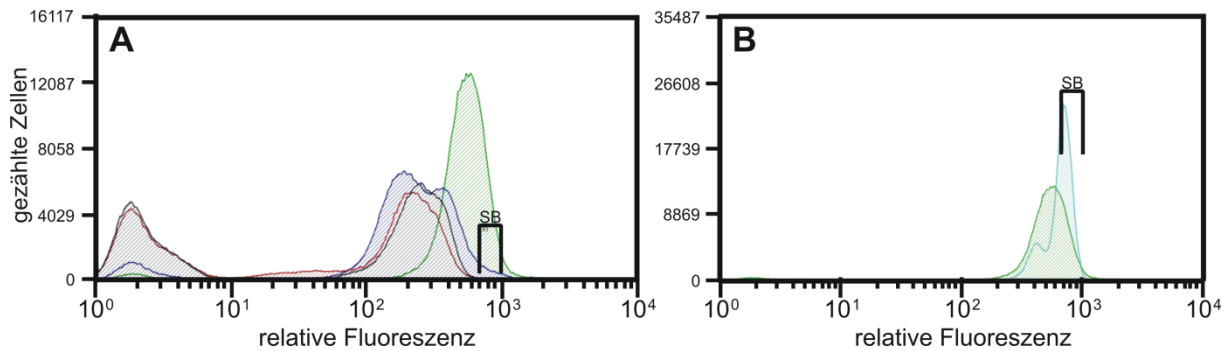 A
gezählte Zellen
16117
12087
8058
4029
0
SB
10⁰ 10¹ 10² 10³ 10⁴
relative Fluoreszenz
B
35487
26608
17739
8869
0
SB
10⁰ 10¹ 10² 10³ 10⁴
relative Fluoreszenz